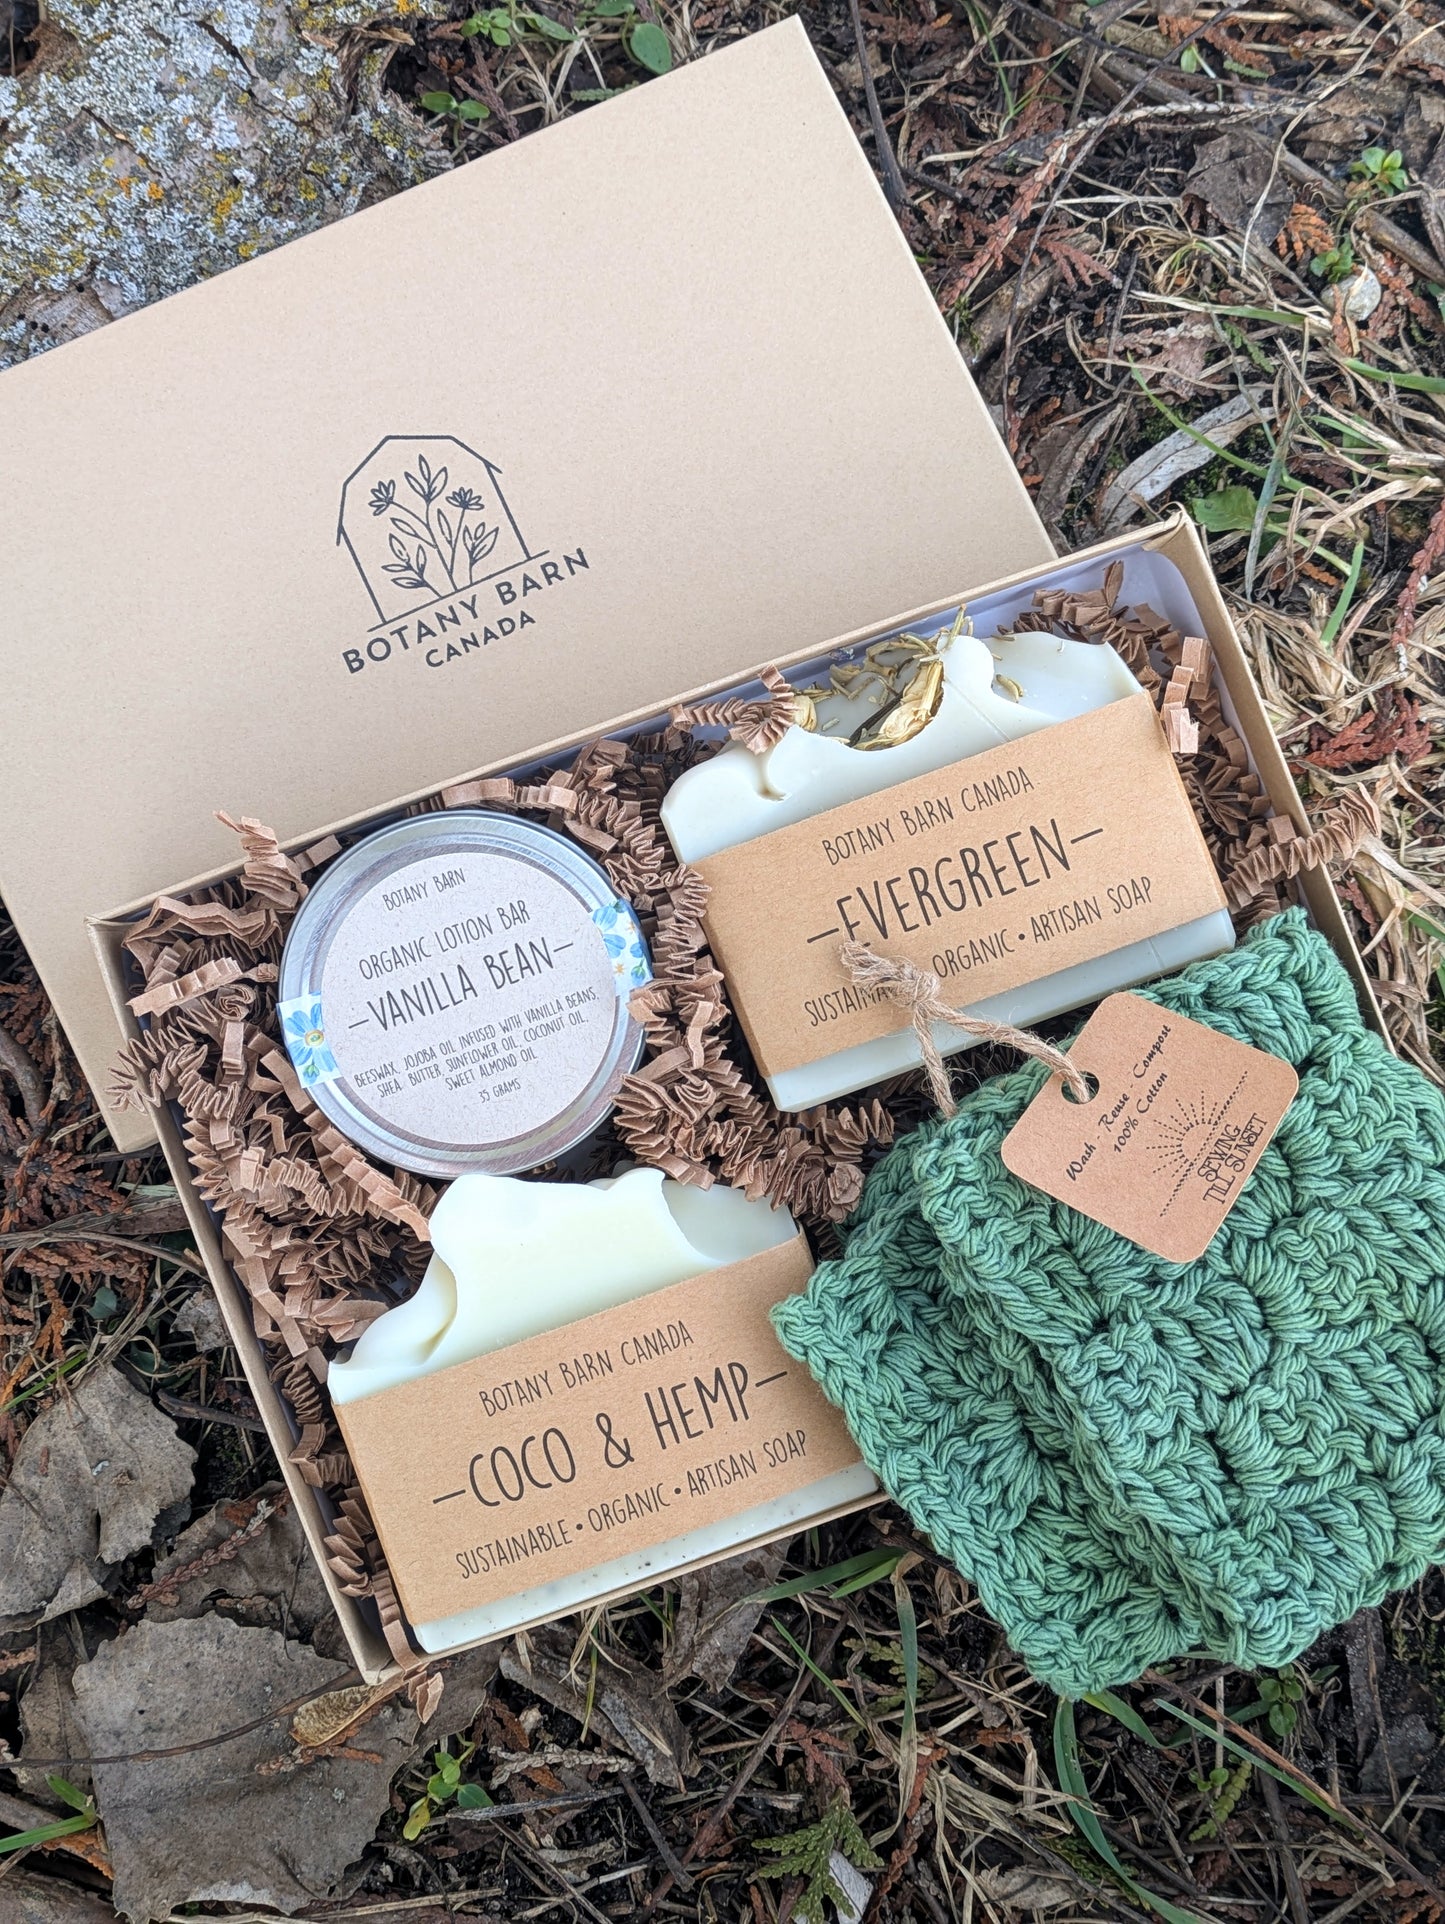 BOTANY BARN
CANADA
BOTANY BARN CANADA
—EVERGREEN—
SUSTAINABLE • ORGANIC • ARTISAN SOAP
BOTANY BARN
ORGANIC LOTION BAR
—VANILLA BEAN—
BEESWAX, JOJOBA OIL INFUSED WITH VANILLA BEANS,
SHEA BUTTER, SUNFLOWER OIL, COCONUT OIL,
SWEET ALMOND OIL
35 GRAMS
Wash - Reuse - Compost
100% Cotton
SEWING
TILL SUNSET
BOTANY BARN CANADA
—COCO & HEMP—
SUSTAINABLE • ORGANIC • ARTISAN SOAP